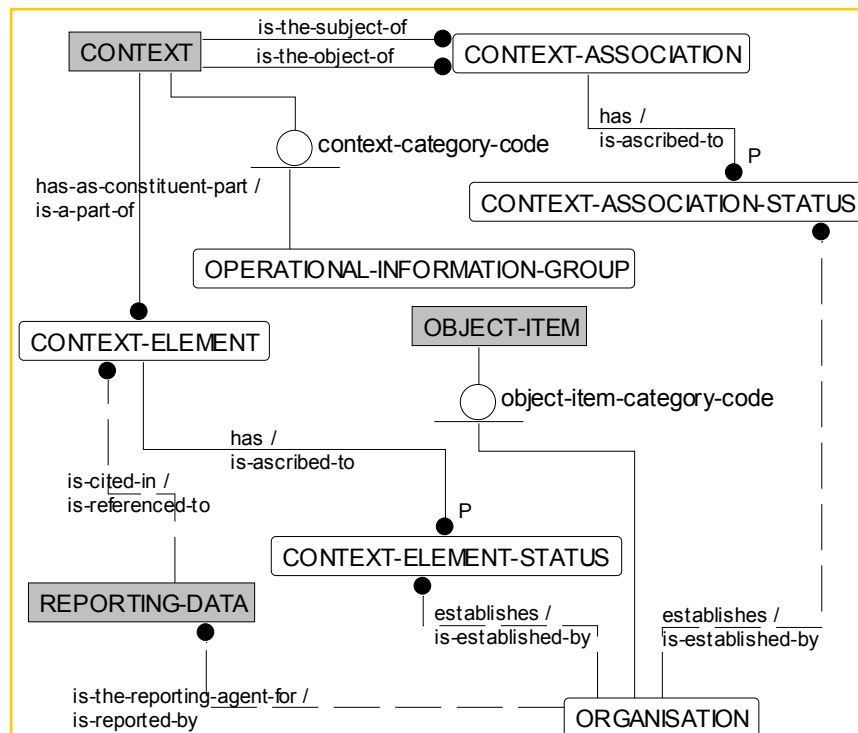 is-the-subject-of
CONTEXT
CONTEXT-ASSOCIATION
is-the-object-of
has /
is-ascribed-to
context-category-code
P
has-as-constituent-part /
is-a-part-of
CONTEXT-ASSOCIATION-STATUS
OPERATIONAL-INFORMATION-GROUP
OBJECT-ITEM
CONTEXT-ELEMENT
object-item-category-code
has /
is-ascribed-to
is-cited-in /
is-referenced-to
P
CONTEXT-ELEMENT-STATUS
REPORTING-DATA
establishes /
is-established-by
establishes /
is-established-by
is-the-reporting-agent-for /
is-reported-by
ORGANISATION